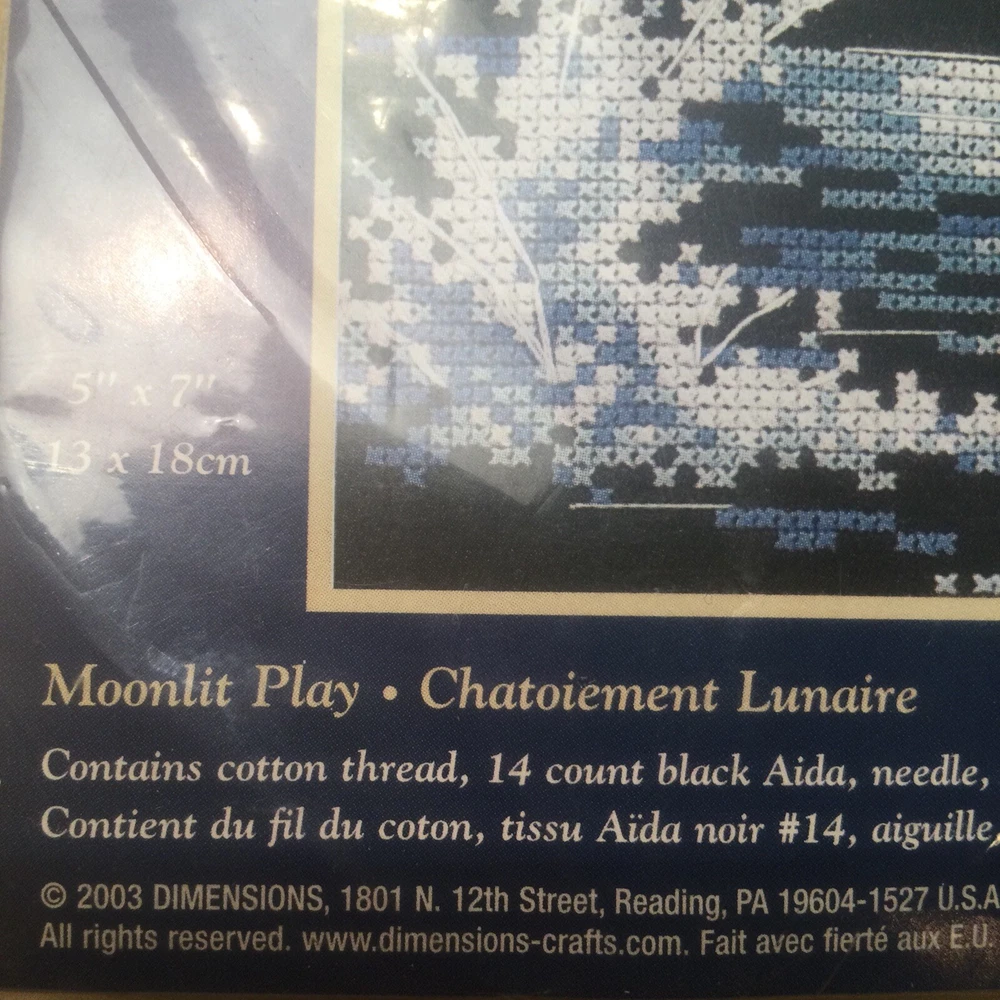 5" x 7"
13 x 18cm
Moonlit Play • Chatoiement Lunaire
Contains cotton thread, 14 count black Aida, needle,
Contient du fil du coton, tissu Aïda noir #14, aiguille,
© 2003 DIMENSIONS, 1801 N. 12th Street, Reading, PA 19604-1527 U.S.A
All rights reserved. www.dimensions-crafts.com. Fait avec fierté aux E.U.